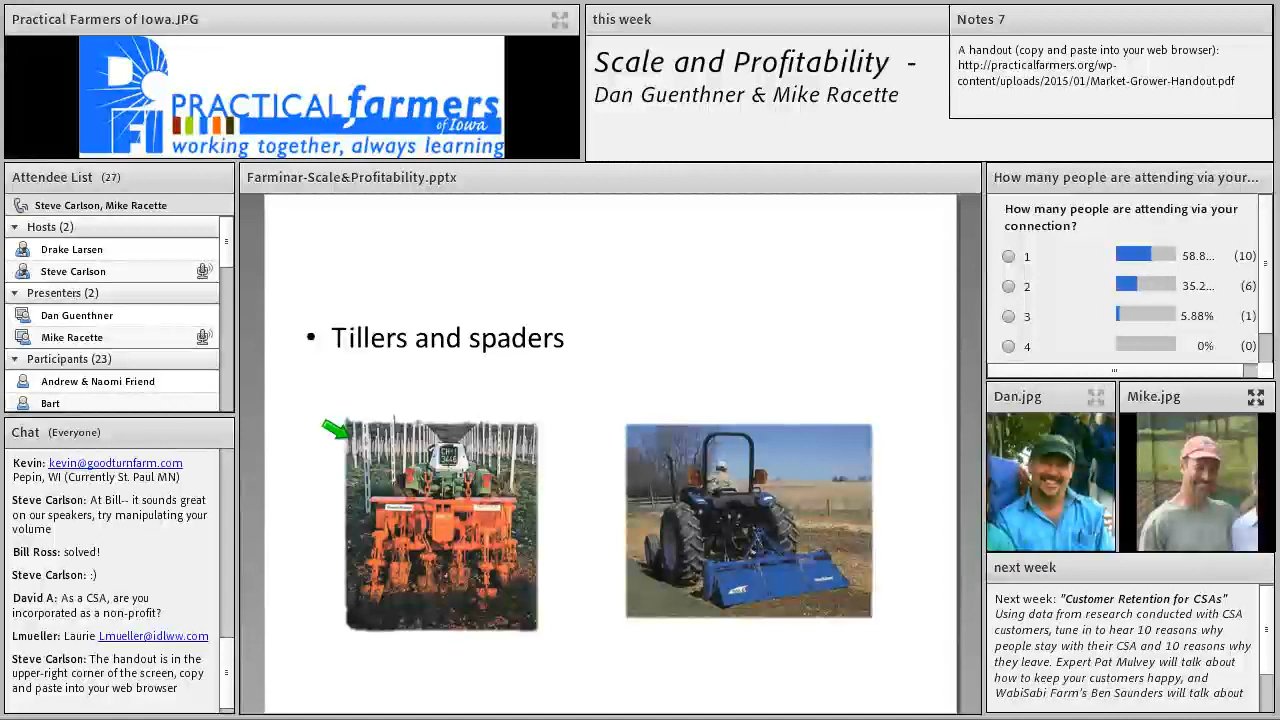 Practical Farmers of Iowa.JPG
PRACTICAL farmers
of Iowa
PFI
working together, always learning
this week
Scale and Profitability -
Dan Guenthner & Mike Racette
Notes 7
A handout (copy and paste into your web browser):
http://practicalfarmers.org/wp-
content/uploads/2015/01/Market-Grower-Handout.pdf
Attendee List (27)
Steve Carlson, Mike Racette
Hosts (2)
Drake Larsen
Steve Carlson
Presenters (2)
Dan Guenthner
Mike Racette
Participants (23)
Andrew & Naomi Friend
Bart
Chat (Everyone)
Kevin: kevin@goodturnfarm.com
Pepin, WI (Currently St. Paul MN)
Steve Carlson: At Bill-- it sounds great
on our speakers, try manipulating your
volume
Bill Ross: solved!
Steve Carlson: :)
David A: As a CSA, are you
incorporated as a non-profit?
Lmueller: Laurie Lmueller@idlww.com
Steve Carlson: The handout is in the
upper-right corner of the screen, copy
and paste into your web browser
Farminar-Scale&Profitability.pptx
• Tillers and spaders
How many people are attending via your...
How many people are attending via your
connection?
1 58.8... (10)
2 35.2... (6)
3 5.88% (1)
4 0% (0)
Dan.jpg
Mike.jpg
next week
Next week: "Customer Retention for CSAs"
Using data from research conducted with CSA
customers, tune in to hear 10 reasons why
people stay with their CSA and 10 reasons why
they leave. Expert Pat Mulvey will talk about
how to keep your customers happy, and
WabiSabi Farm's Ben Saunders will talk about